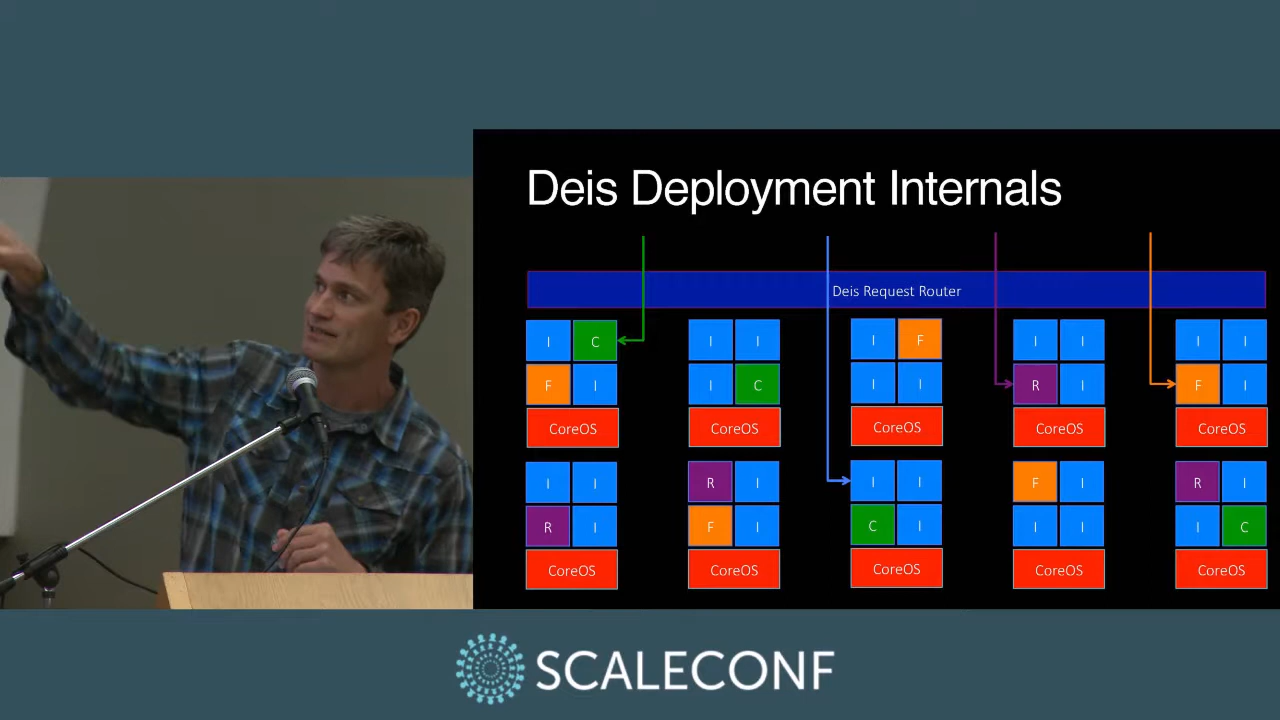 Deis Deployment Internals
Deis Request Router
I C I I I F I I I I
F I I C I I R I F I
CoreOS CoreOS CoreOS CoreOS CoreOS
I I R I I I F I R I
R I F I C I I I I C
CoreOS CoreOS CoreOS CoreOS CoreOS
SCALECONF